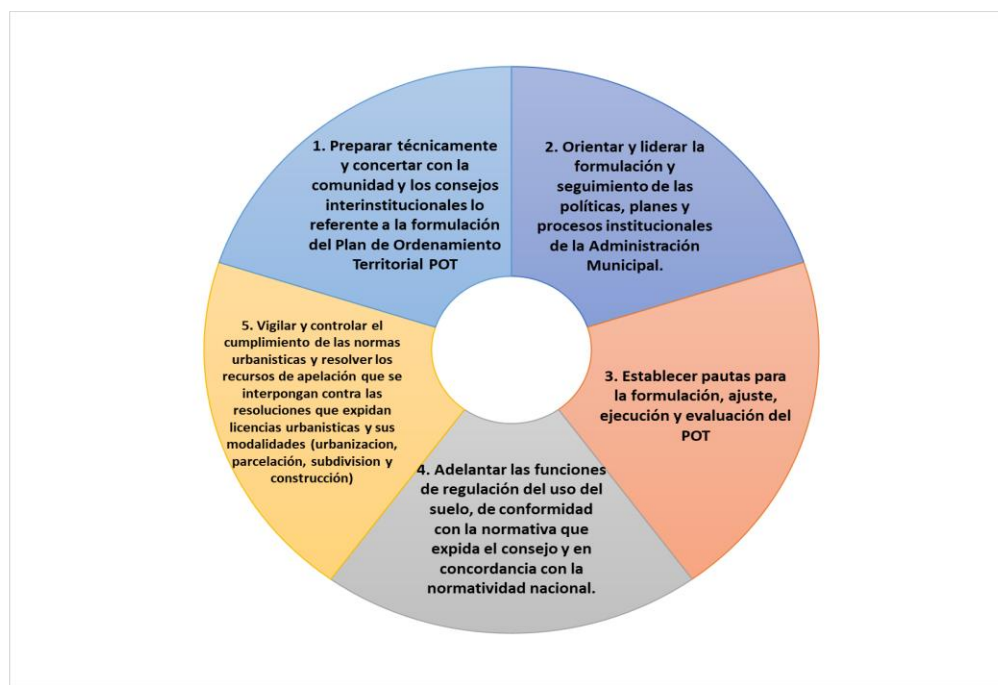 1. Preparar técnicamente
y concertar con la
comunidad y los consejos
interinstitucionales lo
referente a la formulación
del Plan de Ordenamiento
Territorial POT
2. Orientar y liderar la
formulación y
seguimiento de las
políticas, planes y
procesos institucionales
de la Administración
Municipal.
3. Establecer pautas para
la formulación, ajuste,
ejecución y evaluación del
POT
4. Adelantar las funciones
de regulación del uso del
suelo, de conformidad
con la normativa que
expida el consejo y en
concordancia con la
normatividad nacional.
5. Vigilar y controlar el
cumplimiento de las normas
urbanisticas y resolver los
recursos de apelación que se
interpongan contra las
resoluciones que expidan
licencias urbanisticas y sus
modalidades (urbanizacion,
parcelación, subdivision y
construcción)